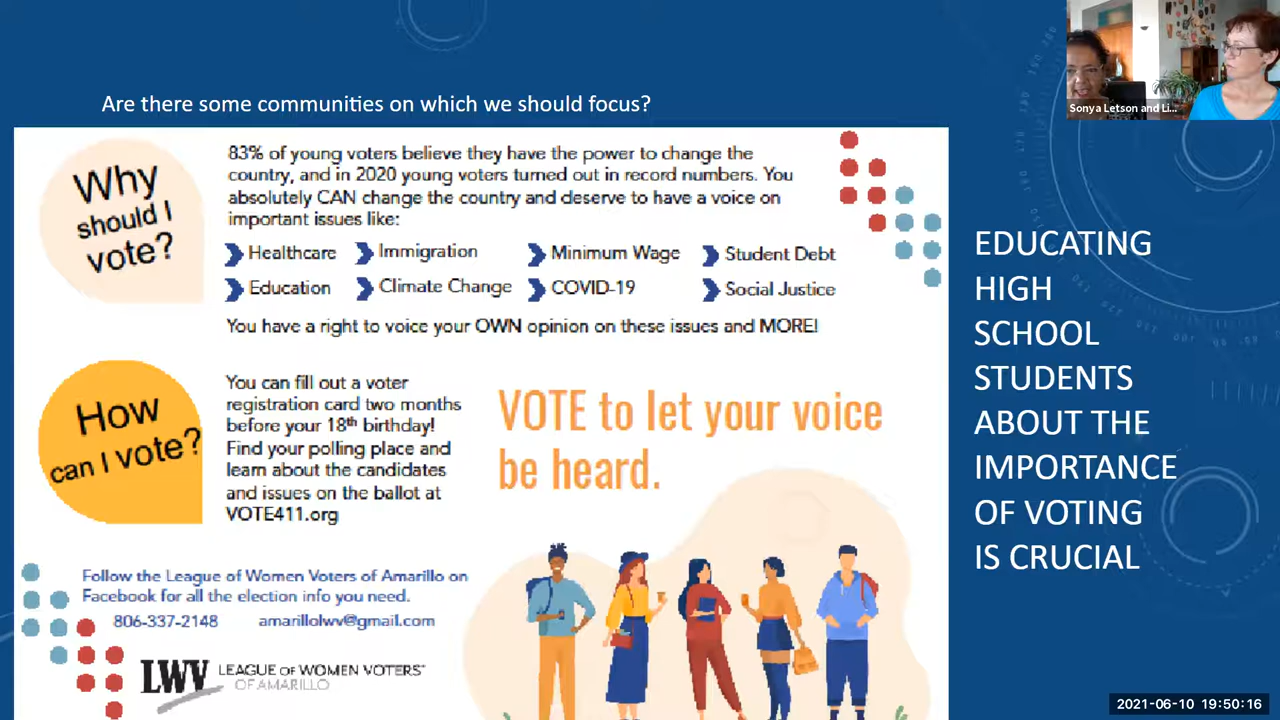 Are there some communities on which we should focus?
Sonya Letson and Li...
Why
should I
vote?
83% of young voters believe they have the power to change the
country, and in 2020 young voters turned out in record numbers. You
absolutely CAN change the country and deserve to have a voice on
important issues like:
Healthcare Immigration Minimum Wage Student Debt
Education Climate Change COVID-19 Social Justice
You have a right to voice your OWN opinion on these issues and MORE!
How
can I vote?
You can fill out a voter
registration card two months
before your 18th birthday!
Find your polling place and
learn about the candidates
and issues on the ballot at
VOTE411.org
VOTE to let your voice
be heard.
Follow the League of Women Voters of Amarillo on
Facebook for all the election info you need.
806-337-2148 amarillolwv@gmail.com
LWV LEAGUE OF WOMEN VOTERS®
OF AMARILLO
EDUCATING
HIGH
SCHOOL
STUDENTS
ABOUT THE
IMPORTANCE
OF VOTING
IS CRUCIAL
2021-06-10 19:50:16